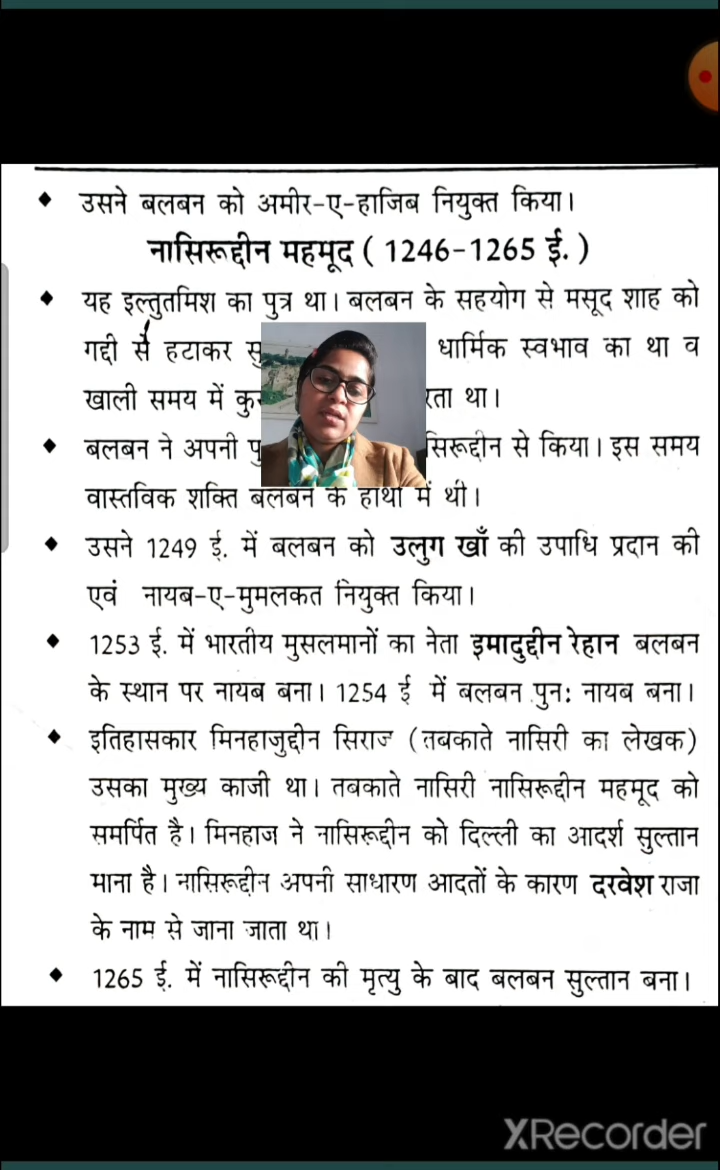 उसने बलबन को अमीर-ए-हाजिब नियुक्त किया।
नासिरूद्दीन महमूद ( 1246-1265 ई. )
यह इल्तुतमिश का पुत्र था। बलबन के सहयोग से मसूद शाह को
गद्दी से हटाकर धार्मिक स्वभाव का था व
खाली समय में था।
बलबन ने अपनी से किया। इस समय
वास्तविक शक्ति बलबन के हाथों में थी।
उसने 1249 ई. में बलबन को उलुग खाँ की उपाधि प्रदान की
एवं नायब-ए-मुमलकत नियुक्त किया।
1253 ई. में भारतीय मुसलमानों का नेता इमादुद्दीन रेहान बलबन
के स्थान पर नायब बना। 1254 ई में बलबन पुन: नायब बना।
इतिहासकार मिनहाजुद्दीन सिराज (तबकाते नासिरी का लेखक)
उसका मुख्य काजी था। तबकाते नासिरी नासिरूद्दीन महमूद को
समर्पित है। मिनहाज ने नासिरूद्दीन को दिल्ली का आदर्श सुल्तान
माना है। नासिरूद्दीन अपनी साधारण आदतों के कारण दरवेश राजा
के नाम से जाना जाता था।
1265 ई. में नासिरूद्दीन की मृत्यु के बाद बलबन सुल्तान बना।
XRecorder